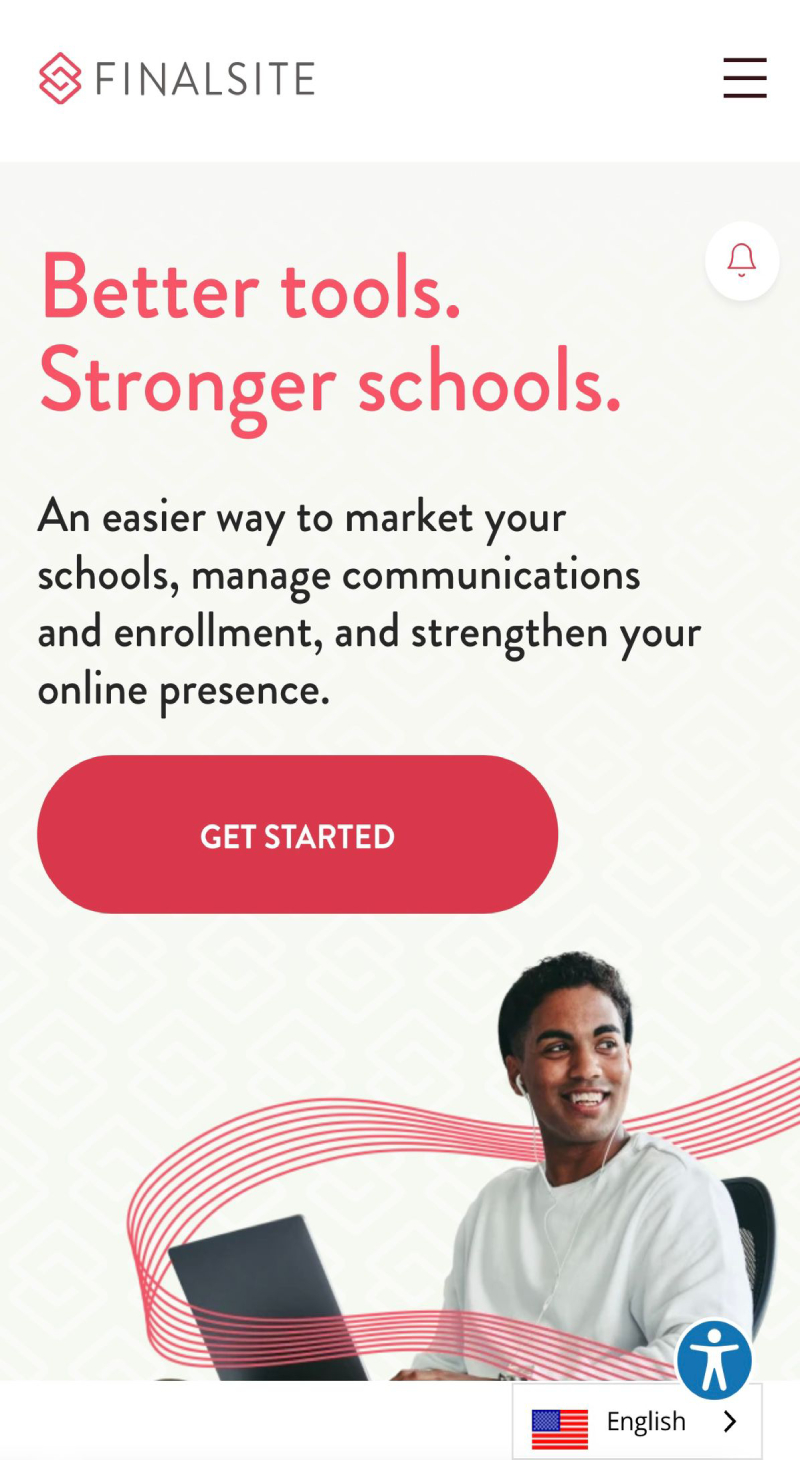 FINALSITE
Better tools.
Stronger schools.
An easier way to market your
schools, manage communications
and enrollment, and strengthen your
online presence.
GET STARTED
English